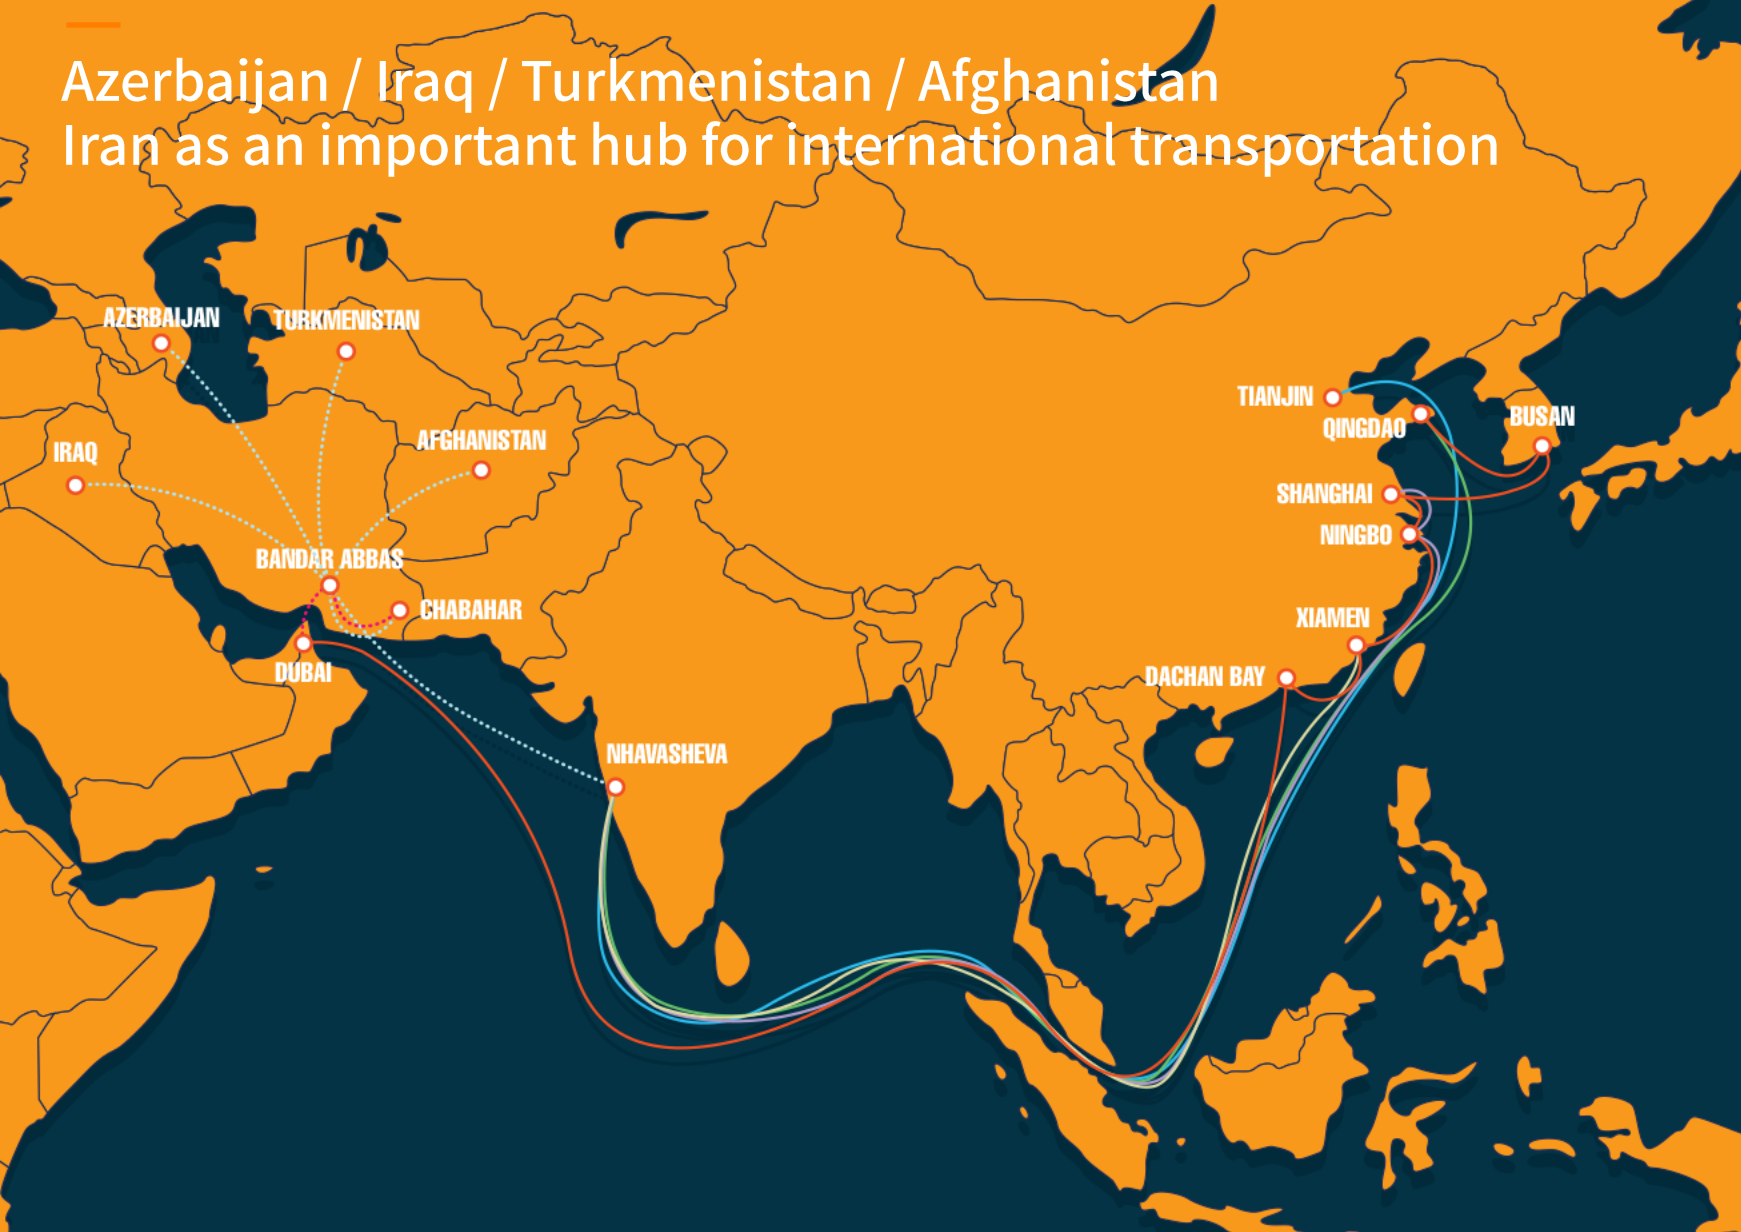 Azerbaijan / Iraq / Turkmenistan / Afghanistan
Iran as an important hub for international transportation
AZERBAIJAN
TURKMENISTAN
IRAQ
AFGHANISTAN
BANDAR ABBAS
CHABAHAR
DUBAI
NHAVASHEVA
TIANJIN
QINGDAO
BUSAN
SHANGHAI
NINGBO
XIAMEN
DACHAN BAY